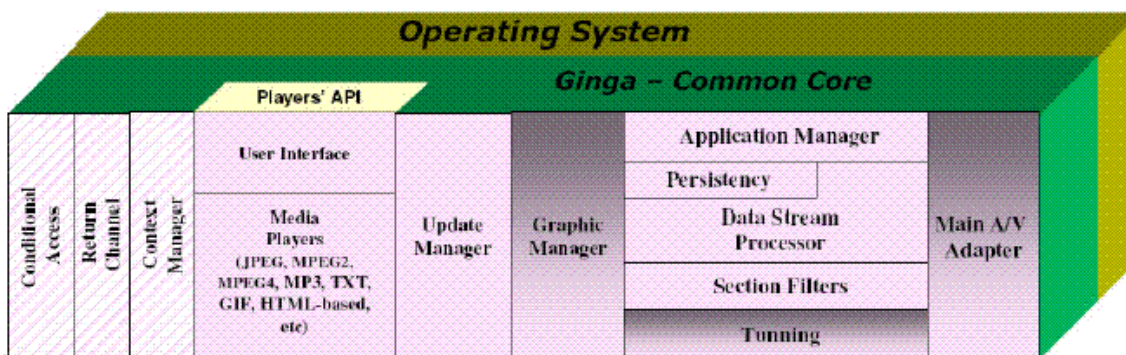 Operating System
Ginga – Common Core
Players' API
Conditional
Access
Return
Channel
Context
Manager
User Interface
Media
Players
(JPEG, MPEG2,
MPEG4, MP3, TXT,
GIF, HTML-based,
etc)
Update
Manager
Graphic
Manager
Application Manager
Persistency
Data Stream
Processor
Section Filters
Tunning
Main A/V
Adapter